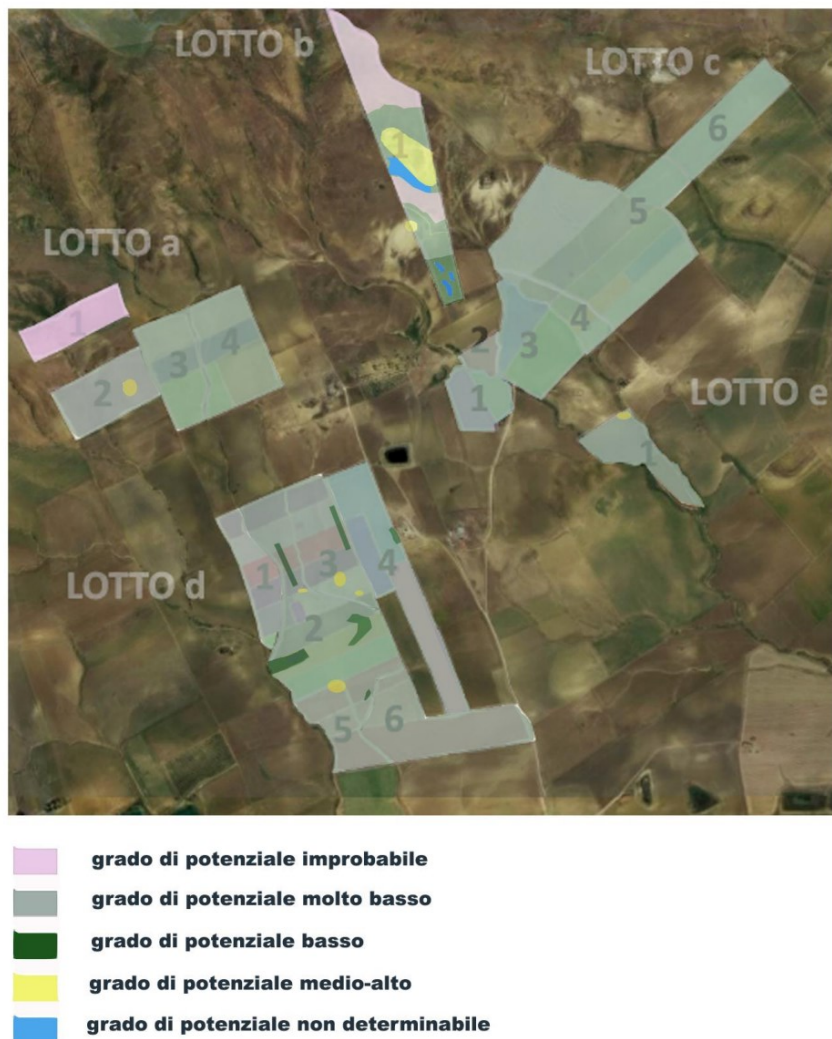 LOTTO b
LOTTO c
6
1
5
LOTTO a
1
4
2
3
4
2
3
1
LOTTO e
1
LOTTO d
1
3
4
2
5
6
grado di potenziale improbabile
grado di potenziale molto basso
grado di potenziale basso
grado di potenziale medio-alto
grado di potenziale non determinabile